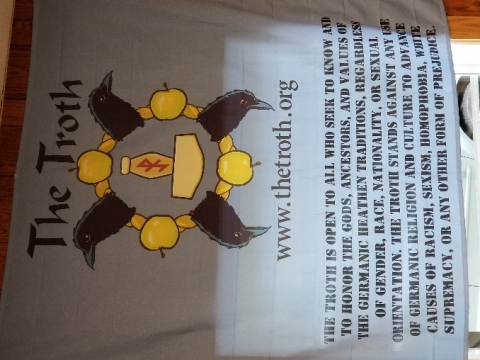 The Troth
www.thetroth.org
THE TROTH IS OPEN TO ALL WHO SEEK TO KNOW AND
TO HONOR THE GODS, ANCESTORS, AND VALUES OF
THE GERMANIC HEATHEN TRADITIONS, REGARDLESS
OF GENDER, RACE, NATIONALITY, OR SEXUAL
ORIENTATION. THE TROTH STANDS AGAINST ANY USE
OF GERMANIC RELIGION AND CULTURE TO ADVANCE
CAUSES OF RACISM, SEXISM, HOMOPHOBIA, WHITE
SUPREMACY, OR ANY OTHER FORM OF PREJUDICE.